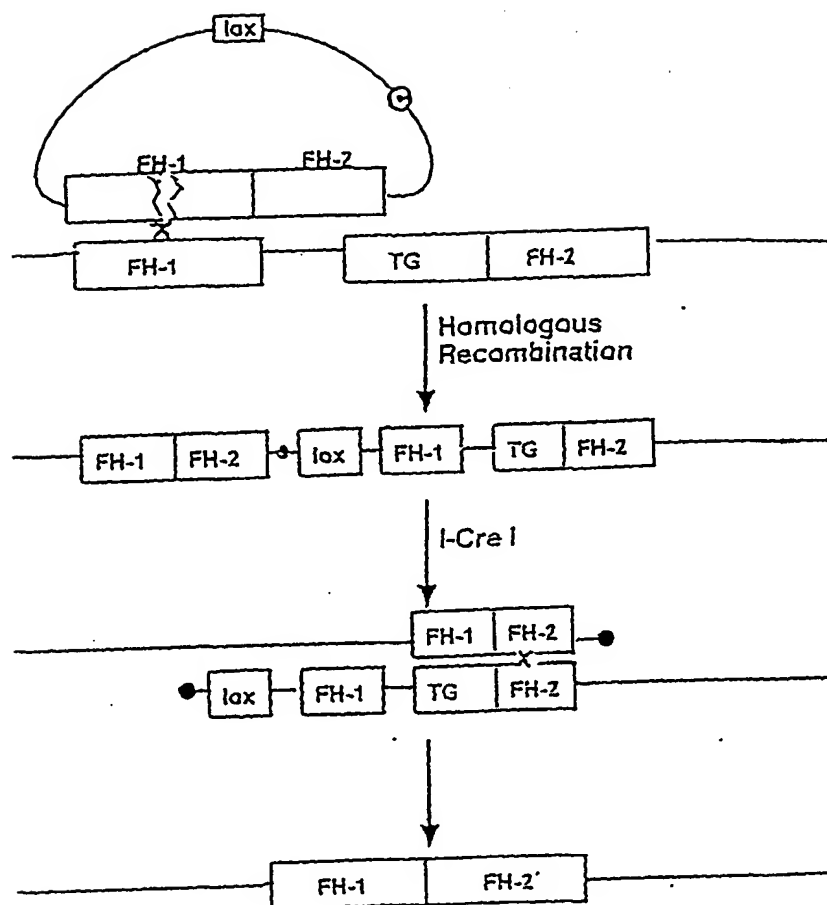 lox
C
FH-1 FH-2
FH-1 TG FH-2
Homologous
Recombination
FH-1 FH-2 lox FH-1 TG FH-2
I-Cre I
FH-1 FH-2
lox FH-1 TG FH-2
FH-1 FH-2'